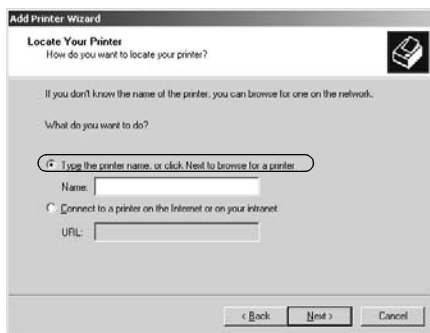 Add Printer Wizard
Locate Your Printer
How do you want to locate your printer?
If you don't know the name of the printer, you can browse for one on the network.
What do you want to do?
Type the printer name, or click Next to browse for a printer
Name:
Connect to a printer on the Internet or on your intranet
URL:
< Back
Next >
Cancel